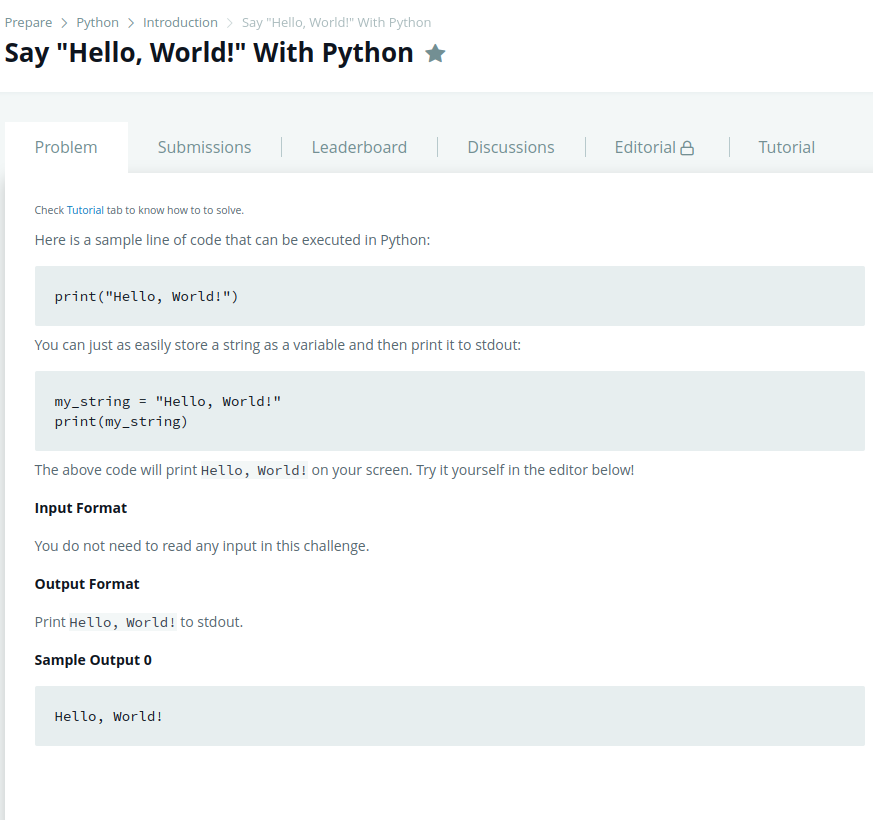 Prepare > Python > Introduction > Say "Hello, World!" With Python
Say "Hello, World!" With Python
Problem Submissions Leaderboard Discussions Editorial Tutorial
Check Tutorial tab to know how to to solve.
Here is a sample line of code that can be executed in Python:
print("Hello, World!")
You can just as easily store a string as a variable and then print it to stdout:
my_string = "Hello, World!"
print(my_string)
The above code will print Hello, World! on your screen. Try it yourself in the editor below!
Input Format
You do not need to read any input in this challenge.
Output Format
Print Hello, World! to stdout.
Sample Output 0
Hello, World!